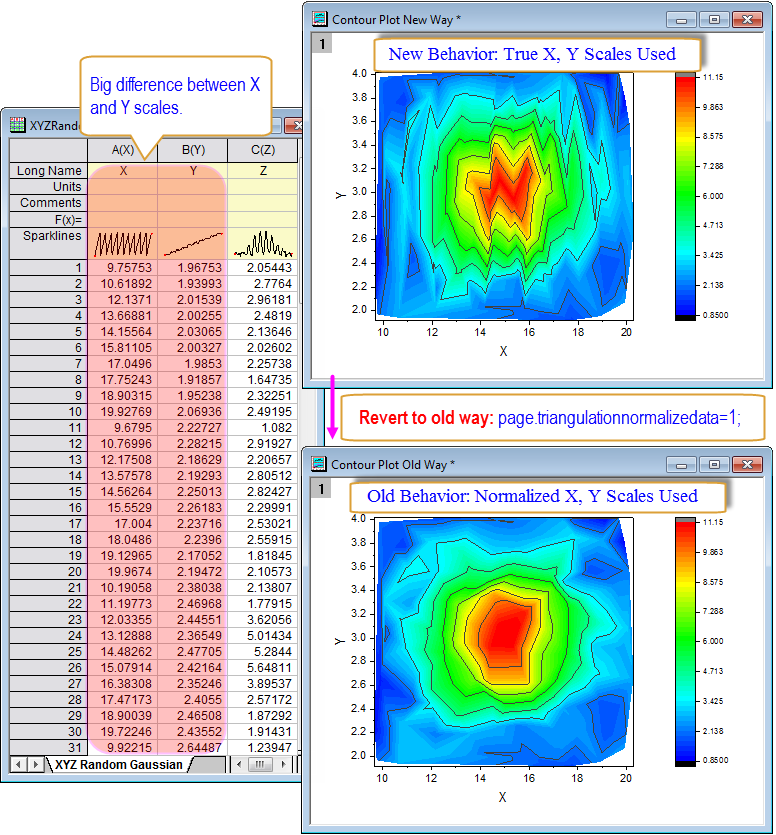 Big difference between X
and Y scales.
XYZRand
A(X) B(Y) C(Z)
Long Name X Y Z
Units
Comments
F(x)=
Sparklines
1 9.75753 1.96753 2.05443
2 10.61892 1.93993 2.7764
3 12.1371 2.01539 2.96181
4 13.66881 2.00255 2.4819
5 14.15564 2.03065 2.13646
6 15.81105 2.00327 2.02602
7 17.0496 1.9853 2.25738
8 17.75243 1.91857 1.64735
9 18.90315 1.95238 2.32251
10 19.92769 2.06936 2.49195
11 9.6795 2.22727 1.082
12 10.76996 2.28215 2.91927
13 12.17508 2.18629 2.20657
14 13.57578 2.19293 2.80512
15 14.56264 2.25013 2.82427
16 15.5529 2.26183 2.29991
17 17.004 2.23716 2.53021
18 18.0486 2.2396 2.55915
19 19.12965 2.17052 1.81845
20 19.9674 2.19472 2.10573
21 10.19058 2.38038 2.13807
22 11.19773 2.46968 1.77915
23 12.03355 2.44551 3.62056
24 13.12888 2.36549 5.01434
25 14.48262 2.47705 5.2844
26 15.07914 2.42164 5.64811
27 16.38308 2.35246 3.89537
28 17.47173 2.4055 2.57172
29 18.90039 2.46508 1.87292
30 19.72246 2.43552 1.91431
31 9.92215 2.64487 1.23947
XYZ Random Gaussian
Contour Plot New Way *
1
New Behavior: True X, Y Scales Used
4.0
3.8
3.6
3.4
3.2
3.0
2.8
2.6
2.4
2.2
2.0
Y
10 12 14 16 18 20
X
11.15
9.863
8.575
7.288
6.000
4.713
3.425
2.138
0.8500
Revert to old way: page.triangulationnormalizedata=1;
Contour Plot Old Way *
1
Old Behavior: Normalized X, Y Scales Used
4.0
3.8
3.6
3.4
3.2
3.0
2.8
2.6
2.4
2.2
2.0
Y
10 12 14 16 18 20
X
11.15
9.863
8.575
7.288
6.000
4.713
3.425
2.138
0.8500